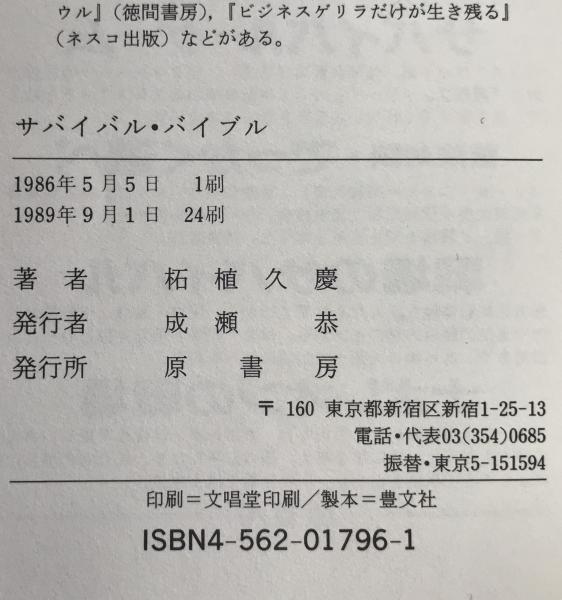 ウル』（徳間書房），『ビジネスゲリラだけが生き残る』
（ネスコ出版）などがある。
サバイバル・バイブル
1986年5月5日 1刷
1989年9月1日 24刷
著者 柘植久慶
発行者 成瀬恭
発行所 原書房
〒160 東京都新宿区新宿1-25-13
電話・代表03(354)0685
振替・東京5-151594
印刷＝文唱堂印刷／製本＝豊文社
ISBN4-562-01796-1